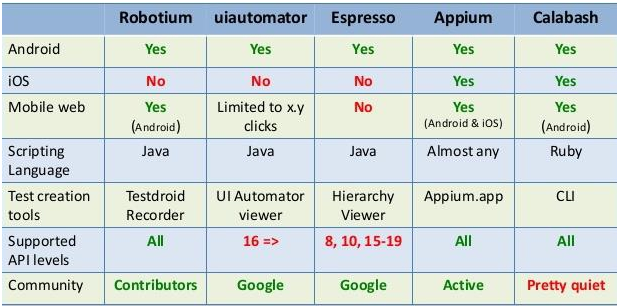 Robotium uiautomator Espresso Appium Calabash
Android Yes Yes Yes Yes Yes
iOS No No No Yes Yes
Mobile web Yes Limited to x.y No Yes Yes
(Android) clicks (Android & iOS) (Android)
Scripting Java Java Java Almost any Ruby
Language
Test creation Testdroid UI Automator Hierarchy Appium.app CLI
tools Recorder viewer Viewer
Supported All 16 => 8, 10, 15-19 All All
API levels
Community Contributors Google Google Active Pretty quiet